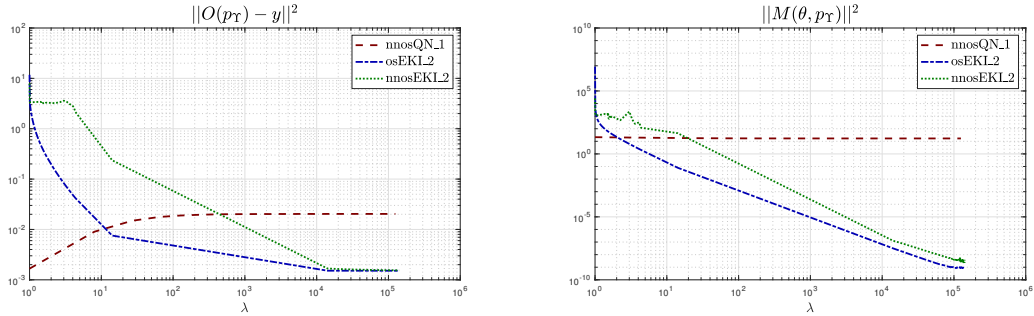 ||O(p_Υ) − y||²
10²
10¹
10⁰
10⁻¹
10⁻²
10⁻³
10⁰ 10¹ 10² 10³ 10⁴ 10⁵ 10⁶
λ
nnosQN_1
osEKI_2
nnosEKI_2
||M(θ, p_Υ)||²
10¹⁰
10⁵
10⁰
10⁻⁵
10⁻¹⁰
10⁰ 10¹ 10² 10³ 10⁴ 10⁵ 10⁶
λ
nnosQN_1
osEKI_2
nnosEKI_2